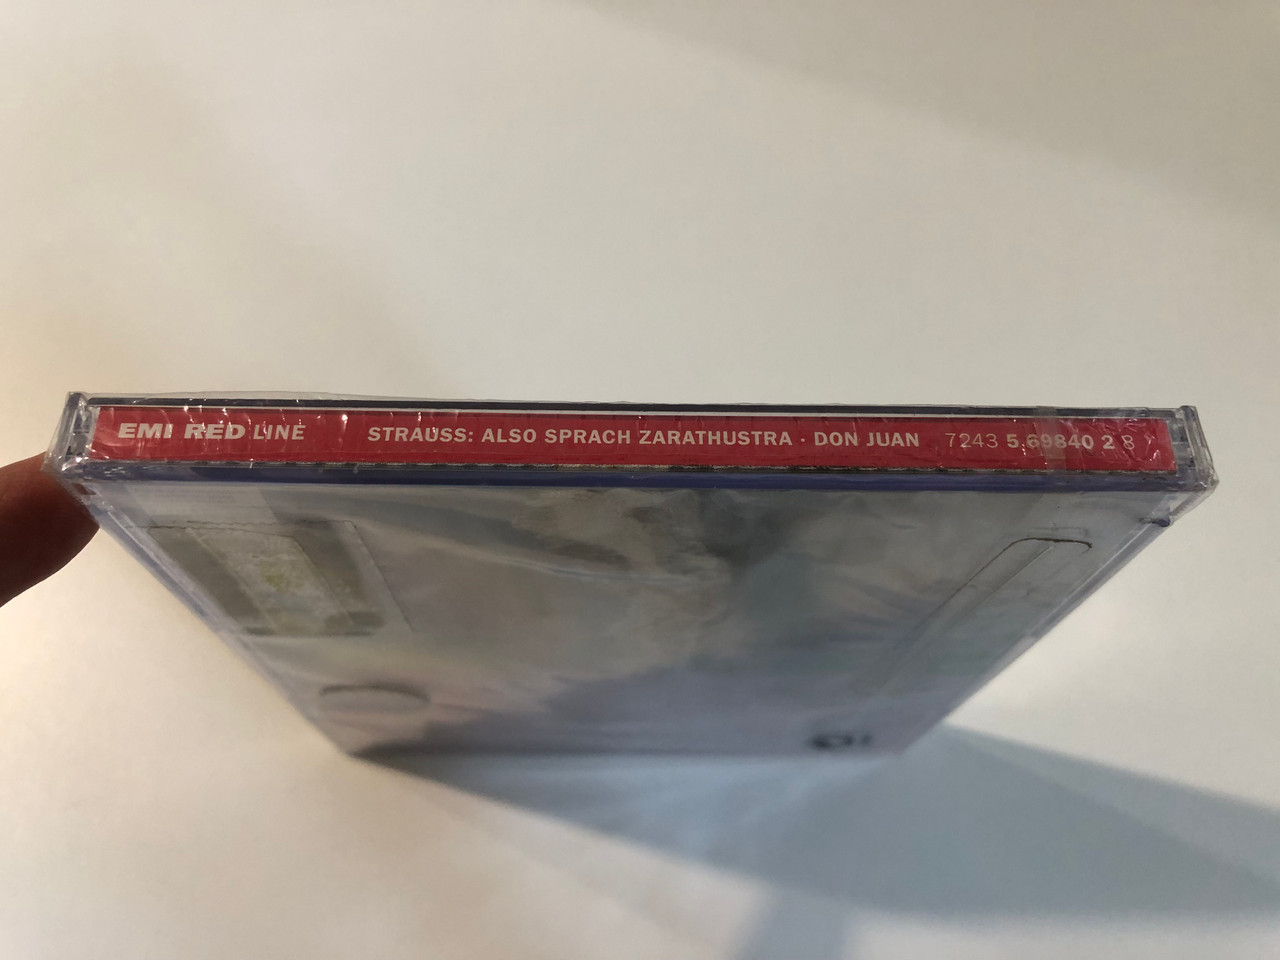 EMI RED LINE STRAUSS: ALSO SPRACH ZARATHUSTRA · DON JUAN 7243 5 69840 2 8